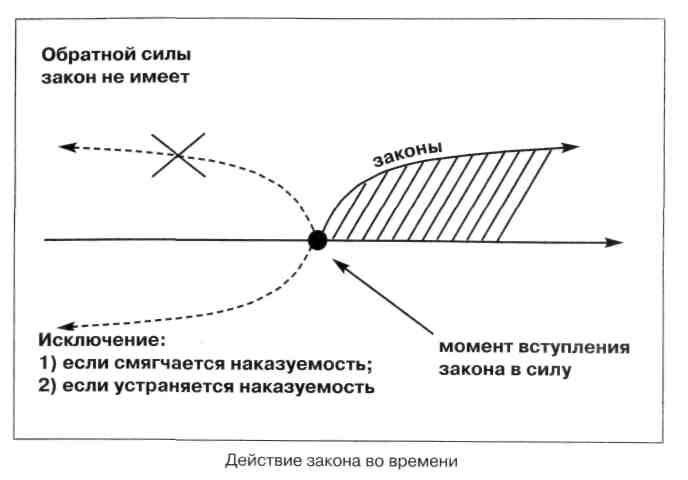 Обратной силы
закон не имеет
законы
Исключение:
1) если смягчается наказуемость;
2) если устраняется наказуемость
момент вступления
закона в силу
Действие закона во времени